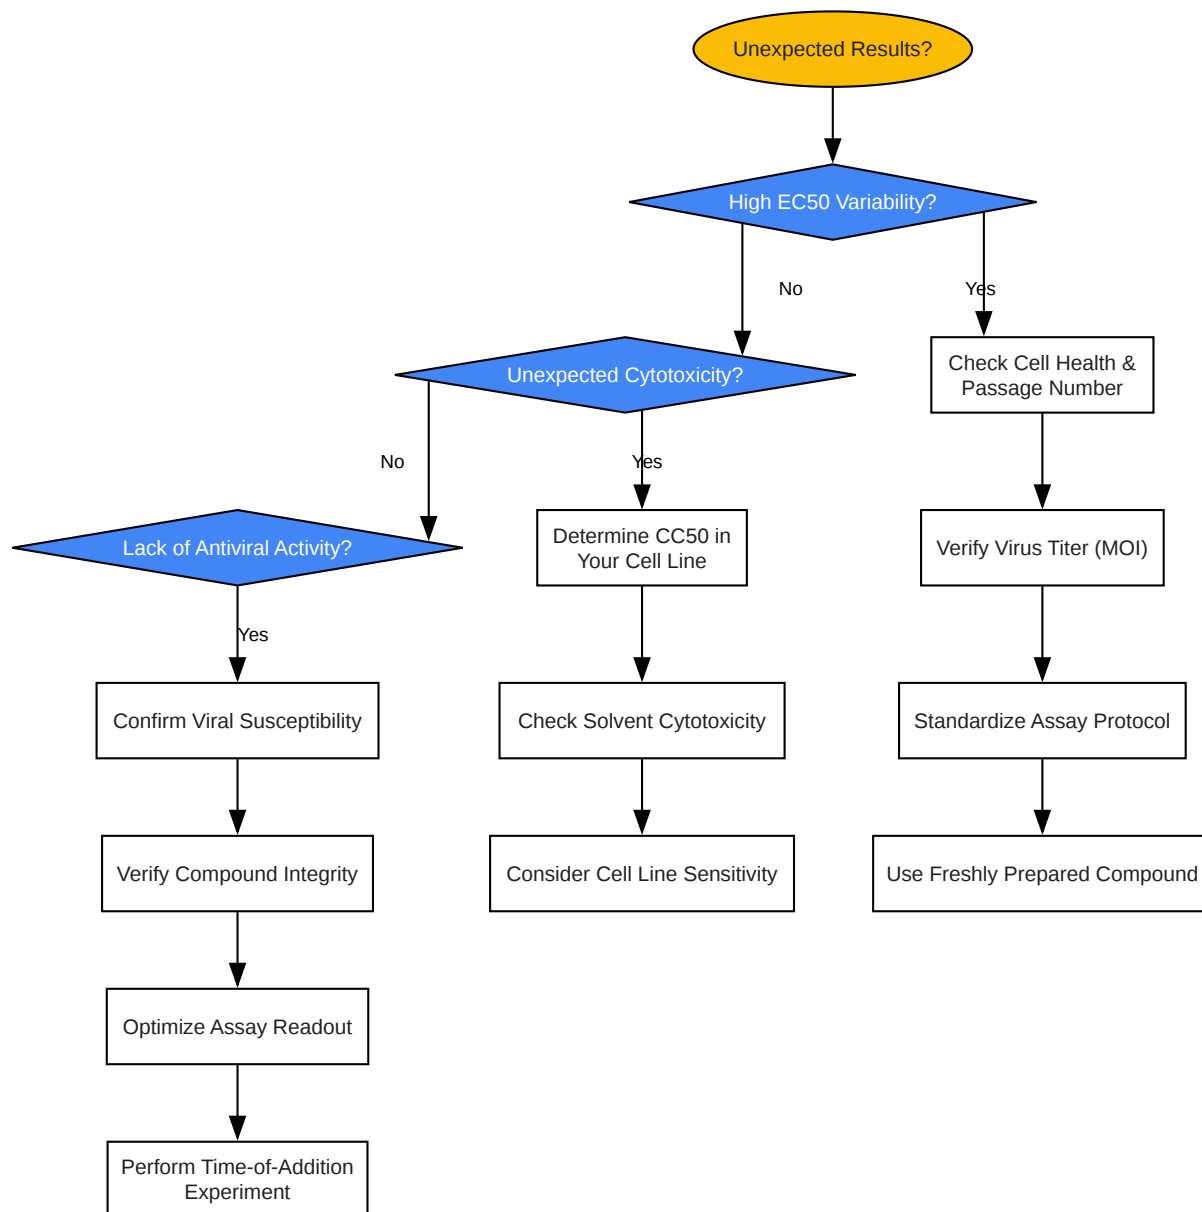 Unexpected Results?
High EC50 Variability?
No
Yes
Unexpected Cytotoxicity?
Check Cell Health &
Passage Number
No
Yes
Lack of Antiviral Activity?
Determine CC50 in
Your Cell Line
Verify Virus Titer (MOI)
Yes
Confirm Viral Susceptibility
Check Solvent Cytotoxicity
Standardize Assay Protocol
Verify Compound Integrity
Consider Cell Line Sensitivity
Use Freshly Prepared Compound
Optimize Assay Readout
Perform Time-of-Addition
Experiment